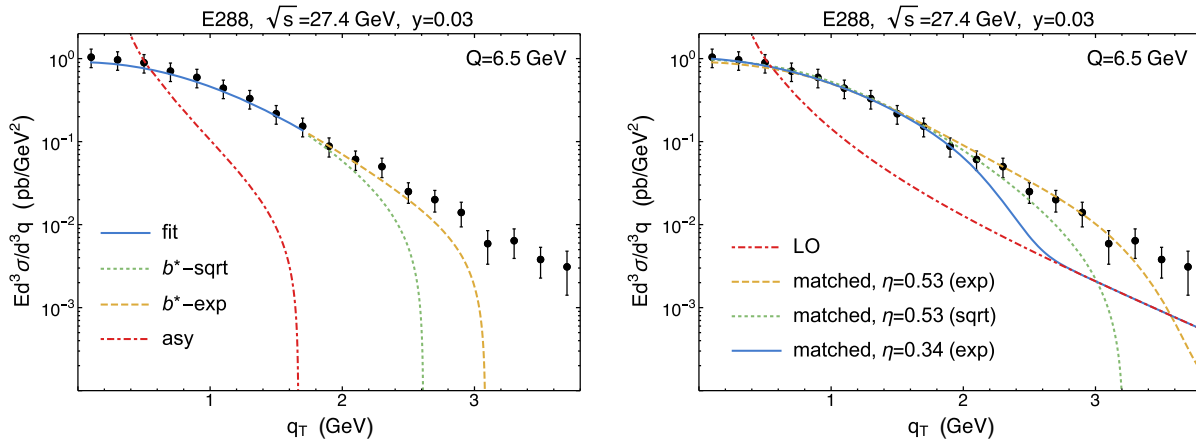 E288, √s =27.4 GeV, y=0.03
Q=6.5 GeV
Ed³σ/d³q (pb/GeV²)
10⁰
10⁻¹
10⁻²
10⁻³
fit
b*−sqrt
b*−exp
asy
1 2 3
q_T (GeV)
E288, √s =27.4 GeV, y=0.03
Q=6.5 GeV
Ed³σ/d³q (pb/GeV²)
10⁰
10⁻¹
10⁻²
10⁻³
LO
matched, η=0.53 (exp)
matched, η=0.53 (sqrt)
matched, η=0.34 (exp)
1 2 3
q_T (GeV)